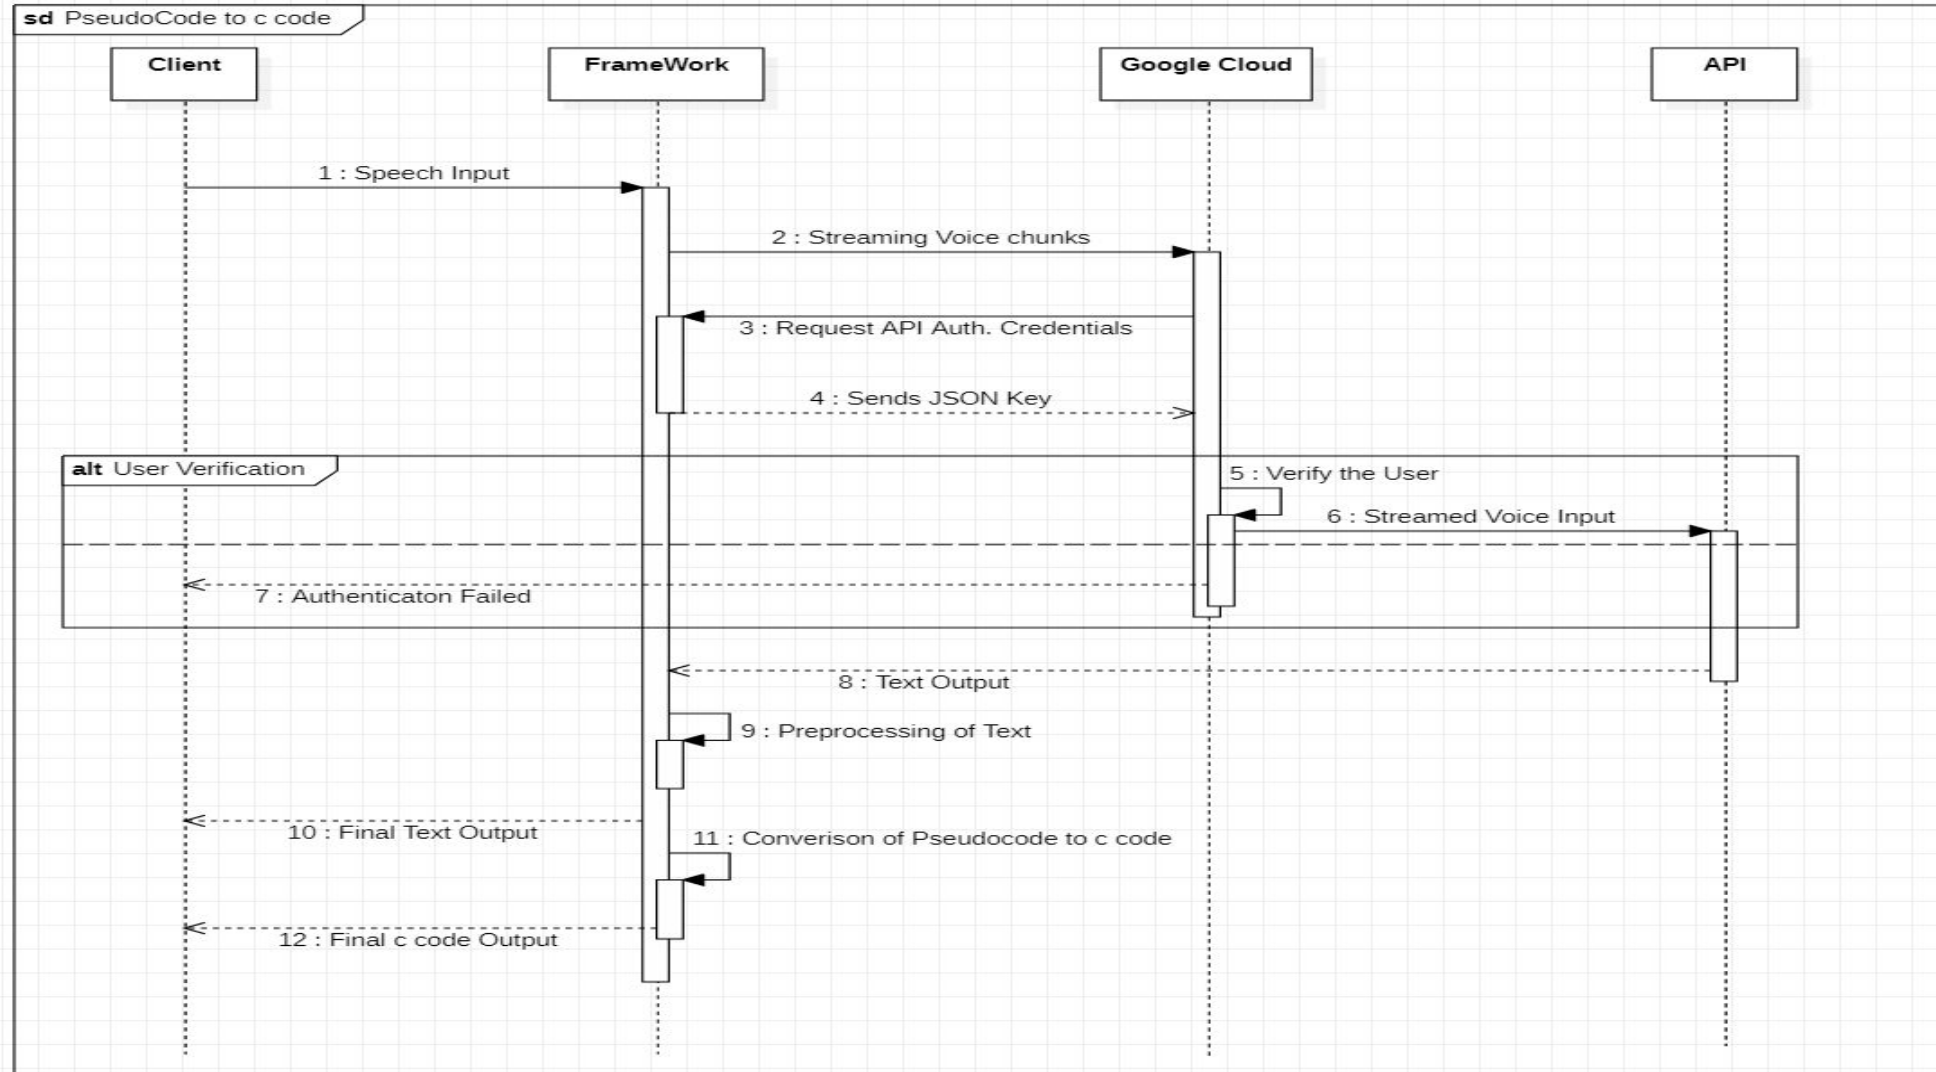 sd PseudoCode to c code
Client
FrameWork
Google Cloud
API
1 : Speech Input
2 : Streaming Voice chunks
3 : Request API Auth. Credentials
4 : Sends JSON Key
alt User Verification
5 : Verify the User
6 : Streamed Voice Input
7 : Authenticaton Failed
8 : Text Output
9 : Preprocessing of Text
10 : Final Text Output
11 : Converison of Pseudocode to c code
12 : Final c code Output